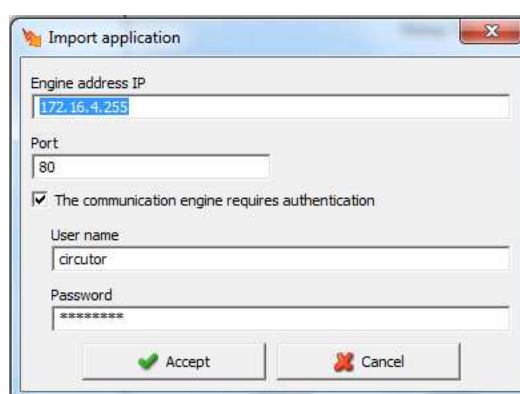 Import application
Engine address IP
172.16.4.255
Port
80
The communication engine requires authentication
User name
circutor
Password
********
Accept Cancel